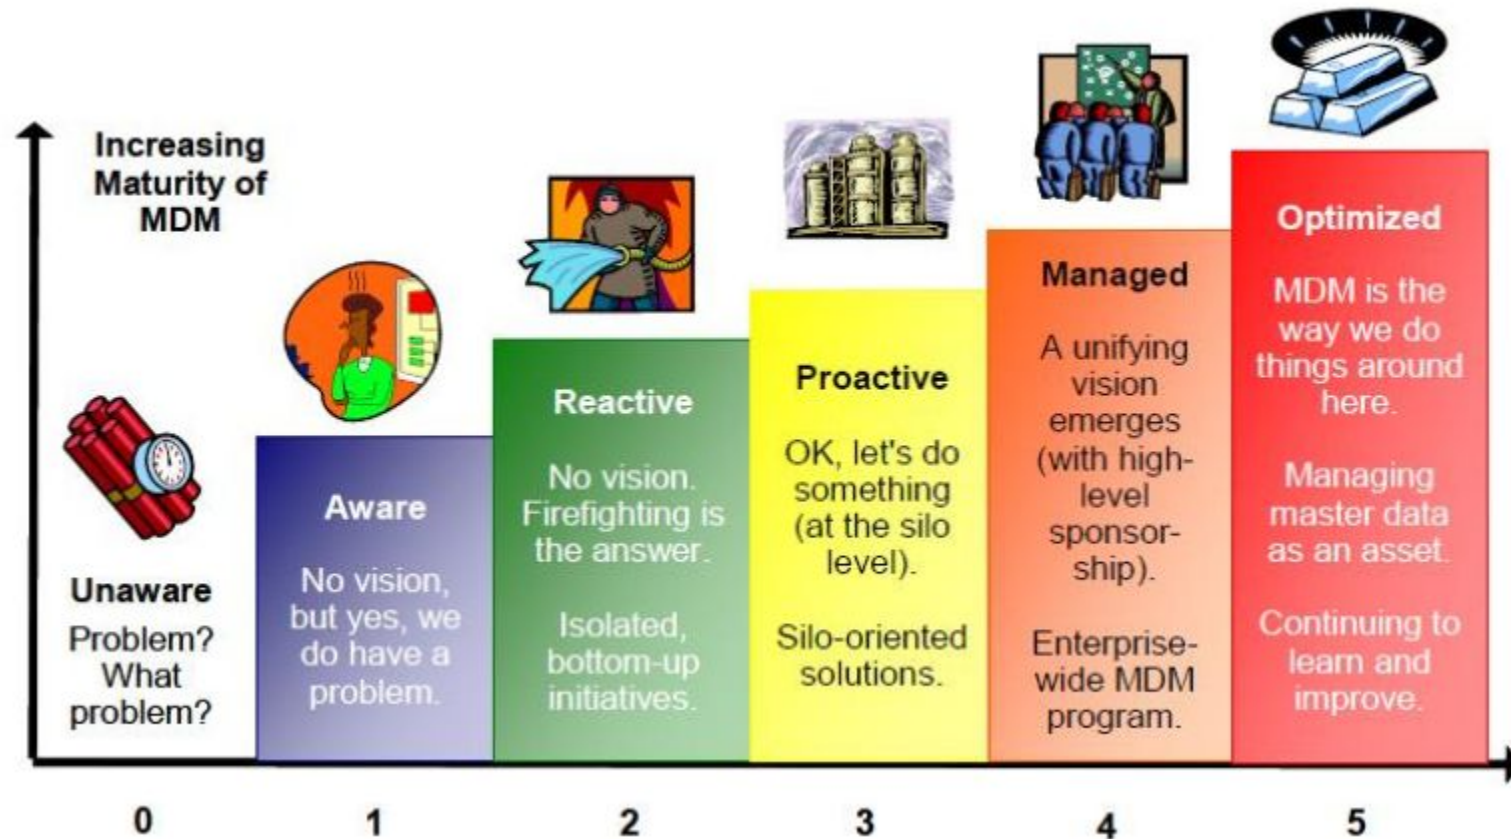 Increasing
Maturity of
MDM
Unaware
Problem?
What
problem?
Aware
No vision,
but yes, we
do have a
problem.
Reactive
No vision.
Firefighting is
the answer.
Isolated,
bottom-up
initiatives.
Proactive
OK, let's do
something
(at the silo
level).
Silo-oriented
solutions.
Managed
A unifying
vision
emerges
(with high-
level
sponsor-
ship).
Enterprise-
wide MDM
program.
Optimized
MDM is the
way we do
things around
here.
Managing
master data
as an asset.
Continuing to
learn and
improve.
0 1 2 3 4 5